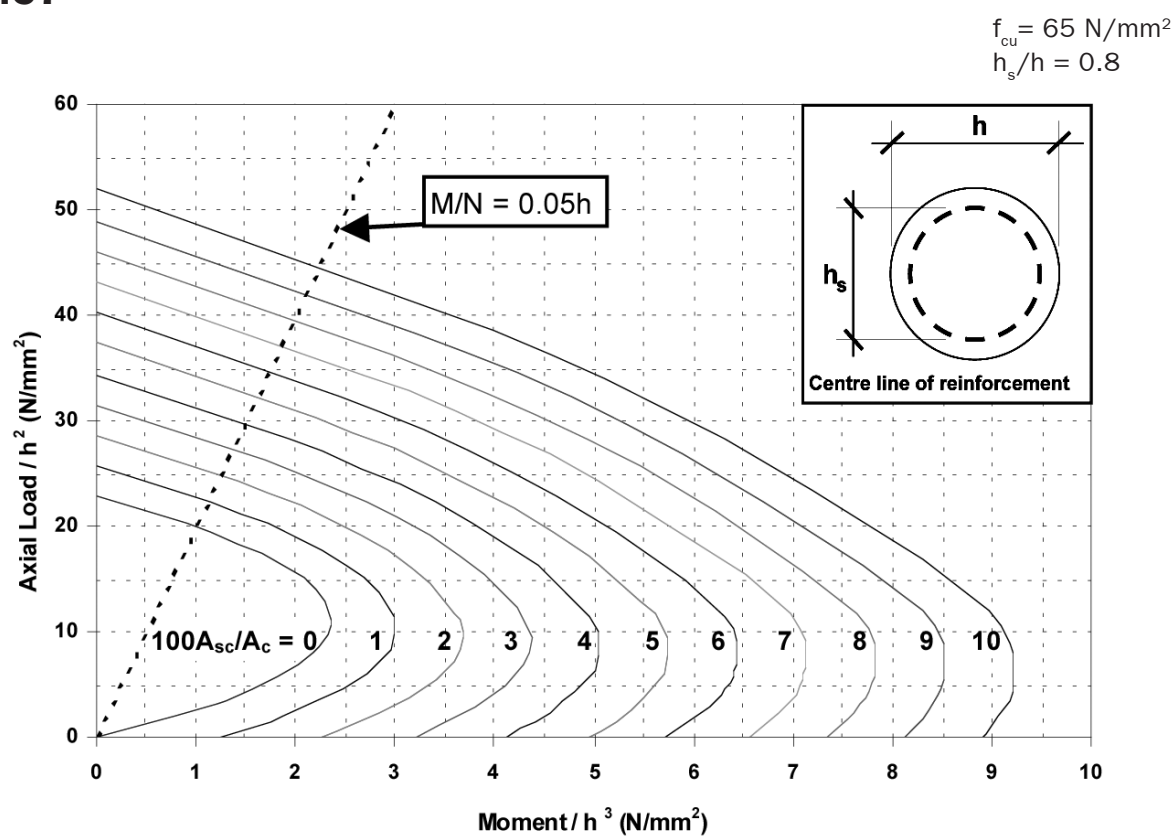 f_cu= 65 N/mm²
h_s/h = 0.8
60
50
40
30
20
10
0
Axial Load / h² (N/mm²)
M/N = 0.05h
h
h_s
Centre line of reinforcement
100A_sc/A_c = 0 1 2 3 4 5 6 7 8 9 10
0 1 2 3 4 5 6 7 8 9 10
Moment / h³ (N/mm²)